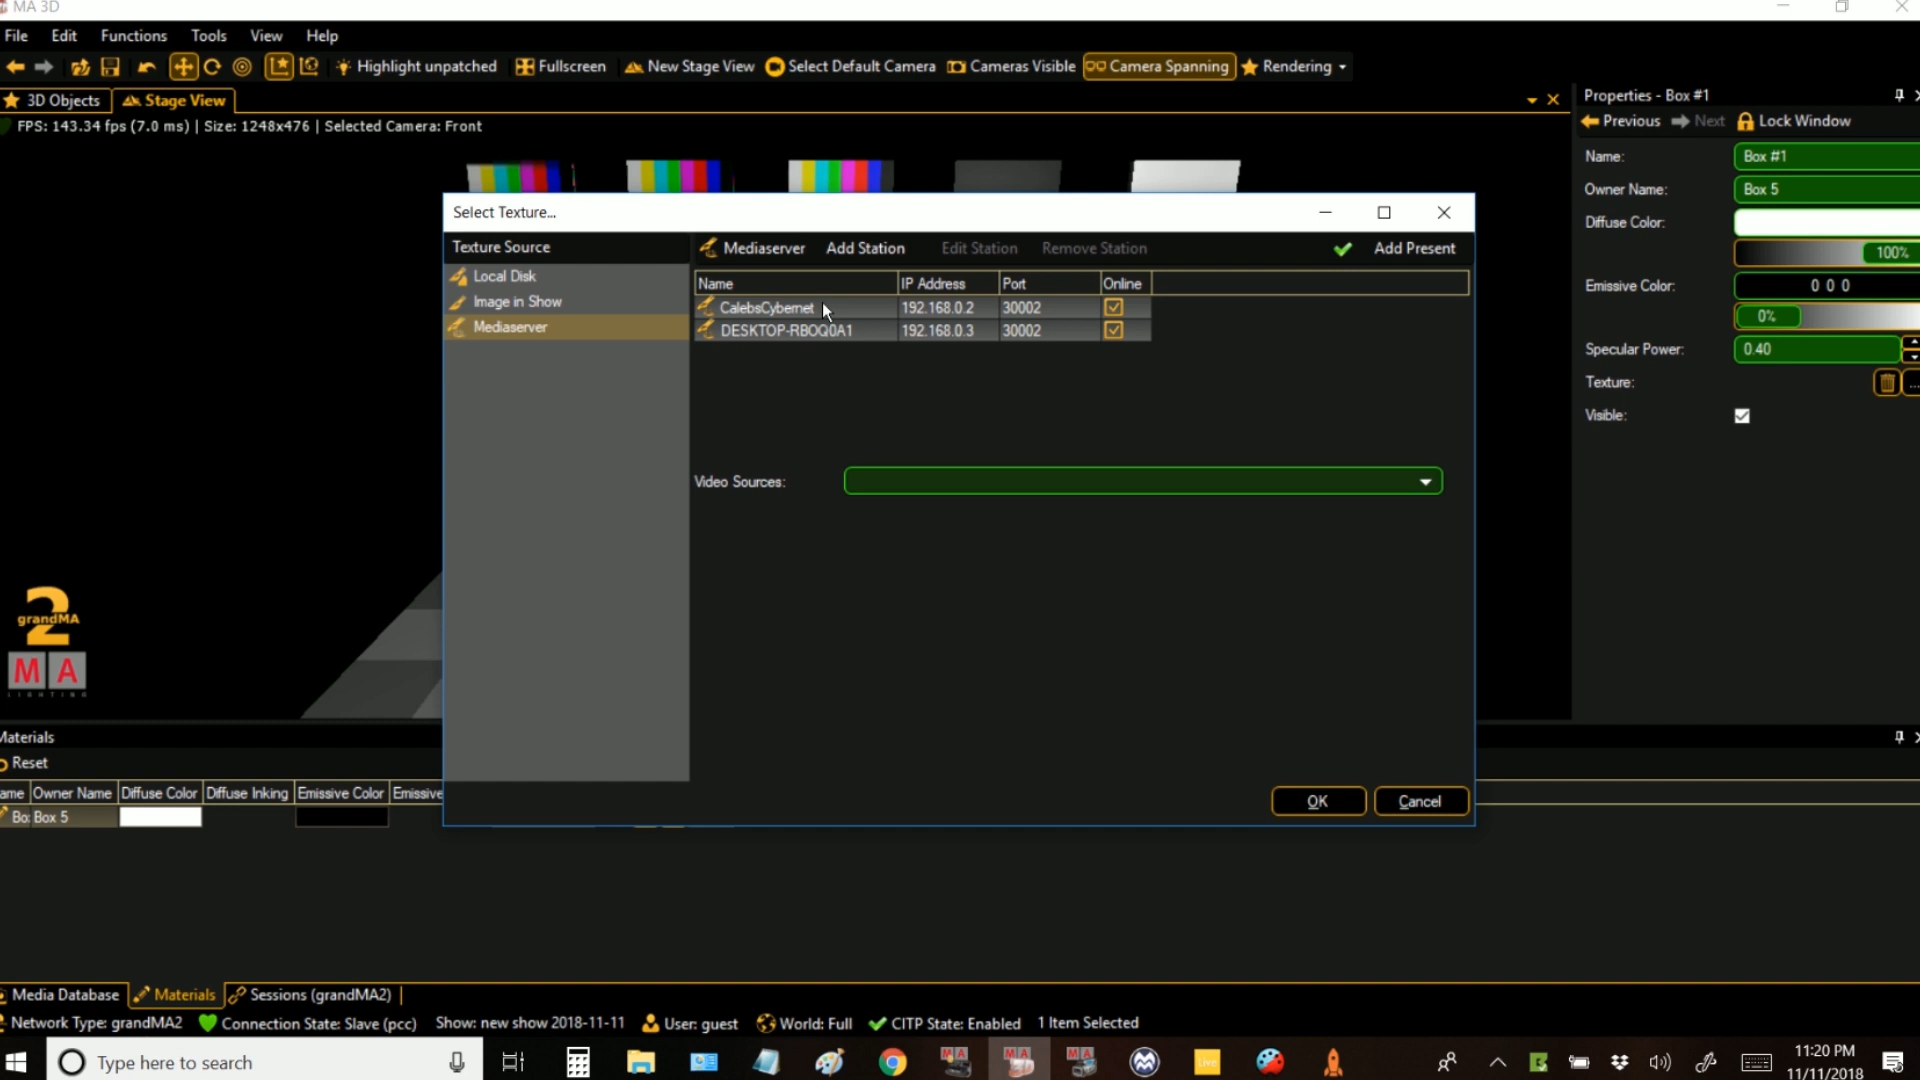 MA 3D
File Edit Functions Tools View Help
Highlight unpatched Fullscreen New Stage View Select Default Camera Cameras Visible Camera Spanning Rendering
3D Objects Stage View
FPS: 143.34 fps (7.0 ms) | Size: 1248x476 | Selected Camera: Front
Properties - Box #1
Previous Next Lock Window
Name: Box #1
Owner Name: Box 5
Diffuse Color:
100%
Emissive Color: 0 0 0
0%
Specular Power: 0.40
Texture: ...
Visible:
Select Texture...
Texture Source
Local Disk
Image in Show
Mediaserver
Mediaserver Add Station Edit Station Remove Station Add Present
Name IP Address Port Online
CalebsCybernet 192.168.0.2 30002
DESKTOP-RBOQ0A1 192.168.0.3 30002
Video Sources:
OK Cancel
2
grandMA
MA
LIGHTING
Materials
Reset
ame Owner Name Diffuse Color Diffuse Inking Emissive Color Emissive
Bo: Box 5
Media Database Materials Sessions (grandMA2)
Network Type: grandMA2 Connection State: Slave (pcc) Show: new show 2018-11-11 User: guest World: Full CITP State: Enabled 1 Item Selected
Type here to search
MA MA MA
live
11:20 PM
11/11/2018